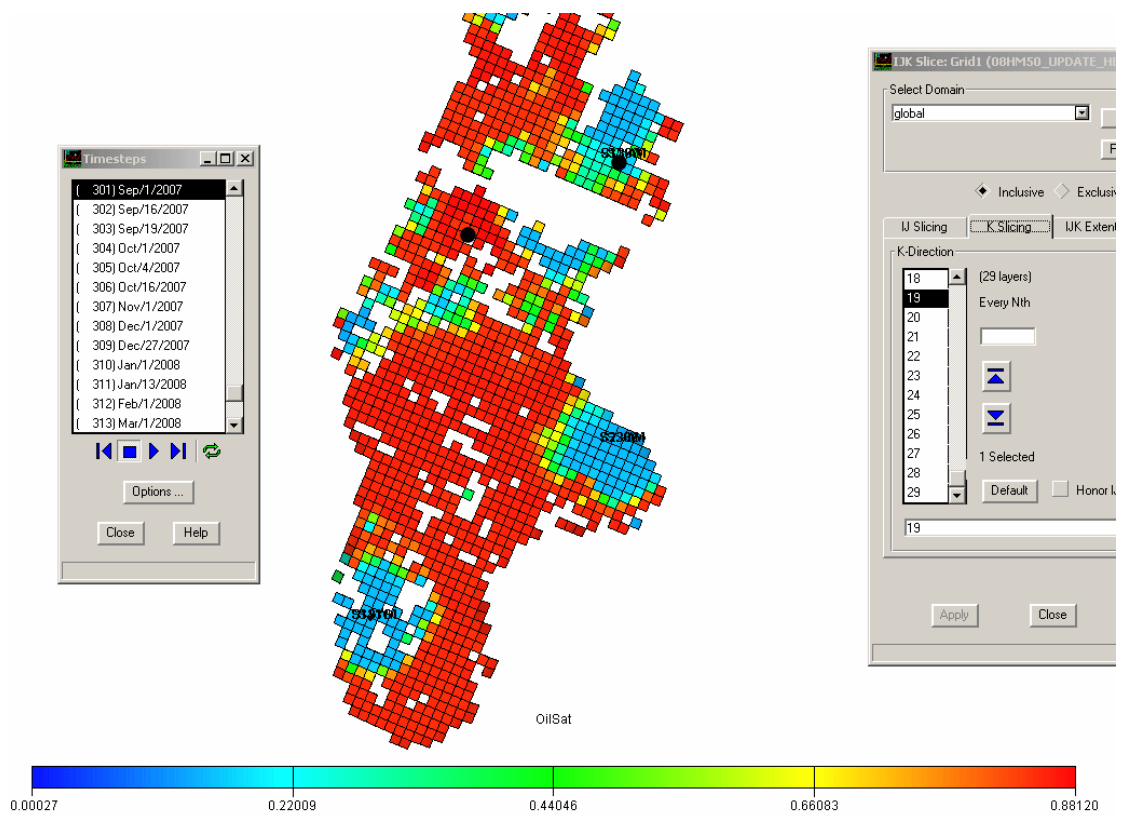 Timesteps
( 301) Sep/1/2007
( 302) Sep/16/2007
( 303) Sep/19/2007
( 304) Oct/1/2007
( 305) Oct/4/2007
( 306) Oct/16/2007
( 307) Nov/1/2007
( 308) Dec/1/2007
( 309) Dec/27/2007
( 310) Jan/1/2008
( 311) Jan/13/2008
( 312) Feb/1/2008
( 313) Mar/1/2008
Options ...
Close
Help
IJK Slice: Grid1 (08HM50_UPDATE_
Select Domain
global
Inclusive
IJ Slicing
K Slicing
K-Direction
18
19
20
21
22
23
24
25
26
27
28
29
(29 layers)
Every Nth
1 Selected
Default
Honor
19
Apply
Close
OilSat
0.00027
0.22009
0.44046
0.66083
0.88120